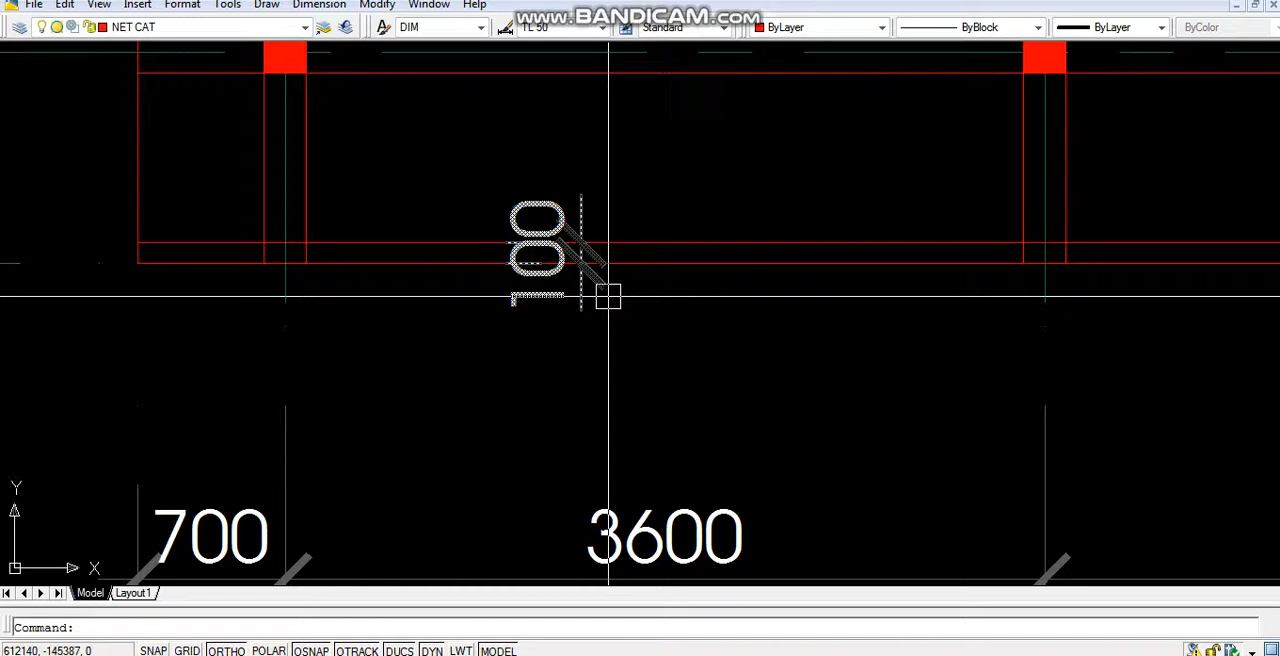 File Edit View Insert Format Tools Draw Dimension Modify Window Help
www.BANDICAM.com
NET CAT DIM TL 50 Standard ByLayer ByBlock ByLayer ByColor
100
Y
X
700 3600
Model Layout1
Command:
612140, -145387, 0 SNAP GRID ORTHO POLAR OSNAP OTRACK DUCS DYN LWT MODEL